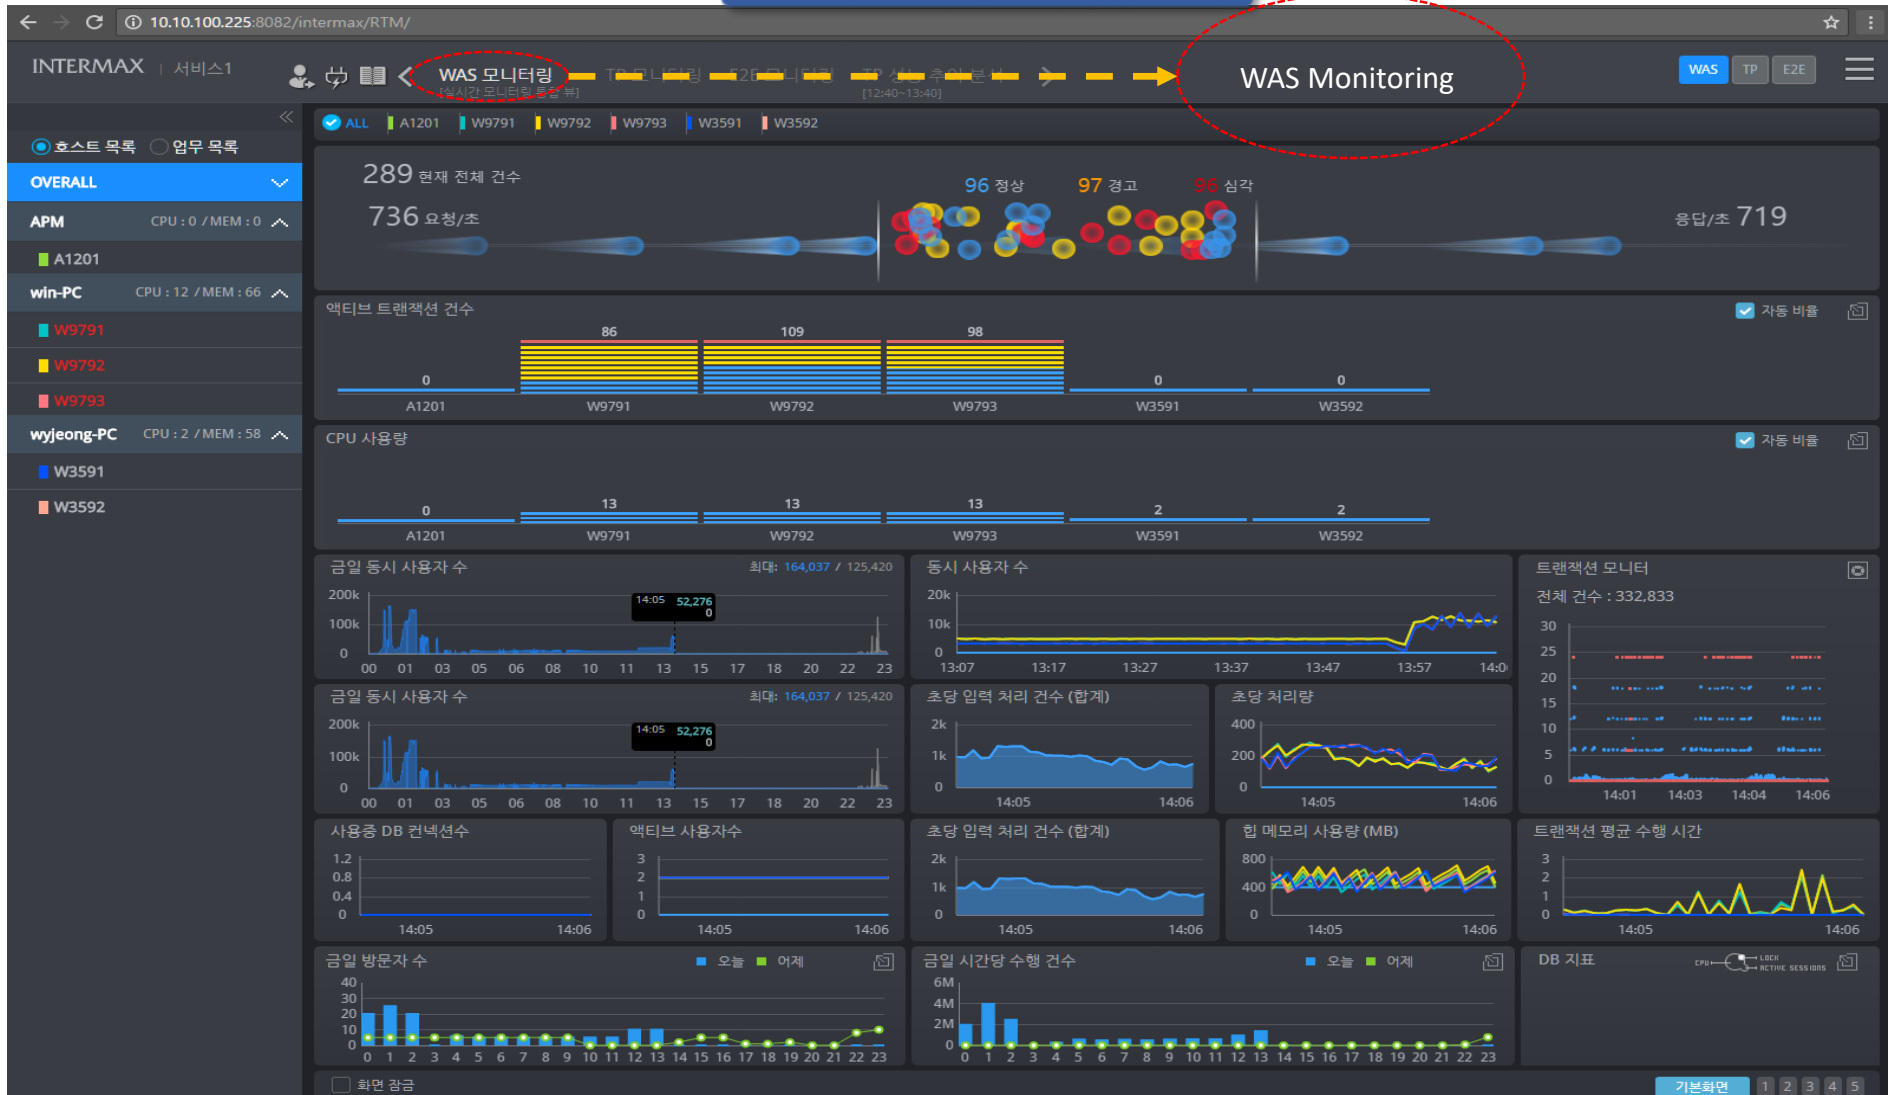 10.10.100.225:8082/intermax/RTM/
INTERMAX | 서비스1
WAS 모니터링 TP 모니터링 E2E 모니터링 TP 성능 추이 분석
[실시간 모니터링 통합 뷰] [12:40~13:40]
WAS Monitoring
WAS TP E2E
호스트 목록 업무 목록
OVERALL
APM CPU : 0 / MEM : 0
A1201
win-PC CPU : 12 / MEM : 66
W9791
W9792
W9793
wyjeong-PC CPU : 2 / MEM : 58
W3591
W3592
ALL A1201 W9791 W9792 W9793 W3591 W3592
289 현재 전체 건수
736 요청/초
96 정상 97 경고 96 심각
응답/초 719
액티브 트랜잭션 건수 자동 비율
0 86 109 98 0 0
A1201 W9791 W9792 W9793 W3591 W3592
CPU 사용량 자동 비율
0 13 13 13 2 2
A1201 W9791 W9792 W9793 W3591 W3592
금일 동시 사용자 수 최대: 164,037 / 125,420
200k
100k
0
14:05 52,276
0
00 01 03 05 06 08 10 11 13 15 17 18 20 22 23
동시 사용자 수
20k
10k
0
13:07 13:17 13:27 13:37 13:47 13:57 14:0
트랜잭션 모니터
전체 건수 : 332,833
30
25
20
15
10
5
0
14:01 14:03 14:04 14:06
금일 동시 사용자 수 최대: 164,037 / 125,420
200k
100k
0
14:05 52,276
0
00 01 03 05 06 08 10 11 13 15 17 18 20 22 23
초당 입력 처리 건수 (합계)
2k
1k
0
14:05 14:06
초당 처리량
400
200
0
14:05 14:06
사용중 DB 컨넥션수
1.2
0.8
0.4
0
14:05 14:06
액티브 사용자수
3
2
1
0
14:05 14:06
초당 입력 처리 건수 (합계)
2k
1k
0
14:05 14:06
힙 메모리 사용량 (MB)
800
400
0
14:05 14:06
트랜잭션 평균 수행 시간
3
2
1
0
14:05 14:06
금일 방문자 수 오늘 어제
40
30
20
10
0
0 1 2 3 4 5 6 7 8 9 10 11 12 13 14 15 16 17 18 19 20 21 22 23
금일 시간당 수행 건수 오늘 어제
6M
4M
2M
0
0 1 2 3 4 5 6 7 8 9 10 11 12 13 14 15 16 17 18 19 20 21 22 23
DB 지표
CPU LOCK
ACTIVE SESSIONS
화면 잠금
기본화면 1 2 3 4 5